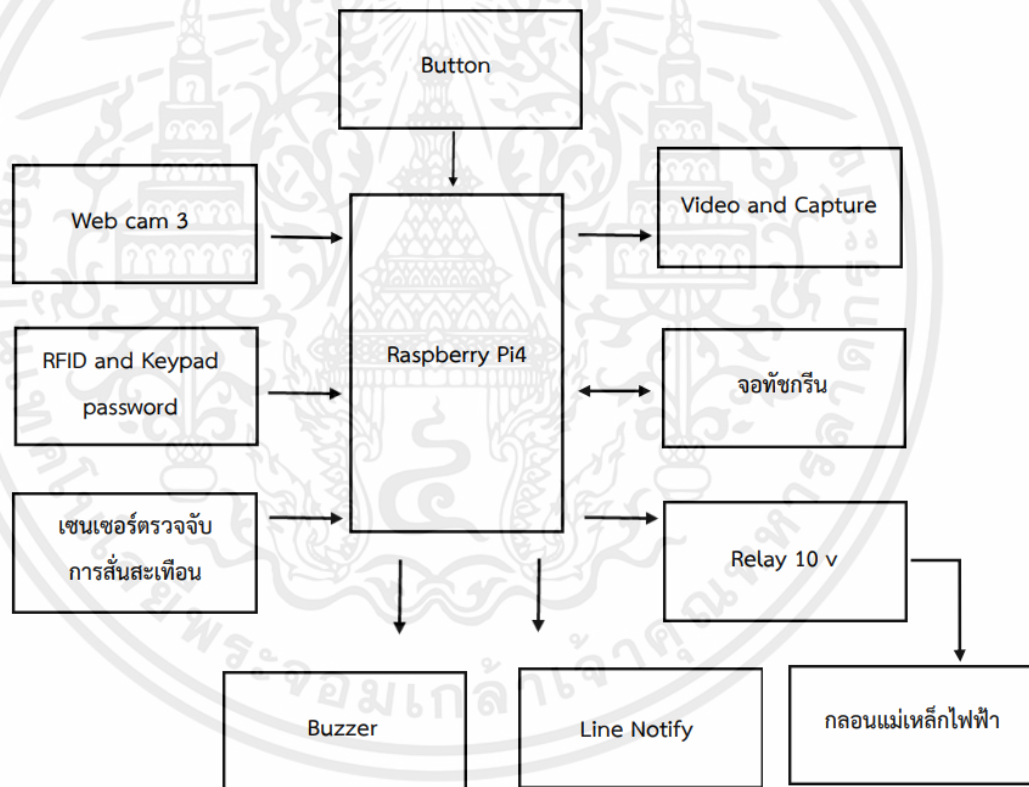 Button
Web cam 3
Video and Capture
RFID and Keypad
password
Raspberry Pi4
จอทัชกรีน
เซนเซอร์ตรวจจับ
การสั่นสะเทือน
Relay 10 v
Buzzer
Line Notify
กลอนแม่เหล็กไฟฟ้า